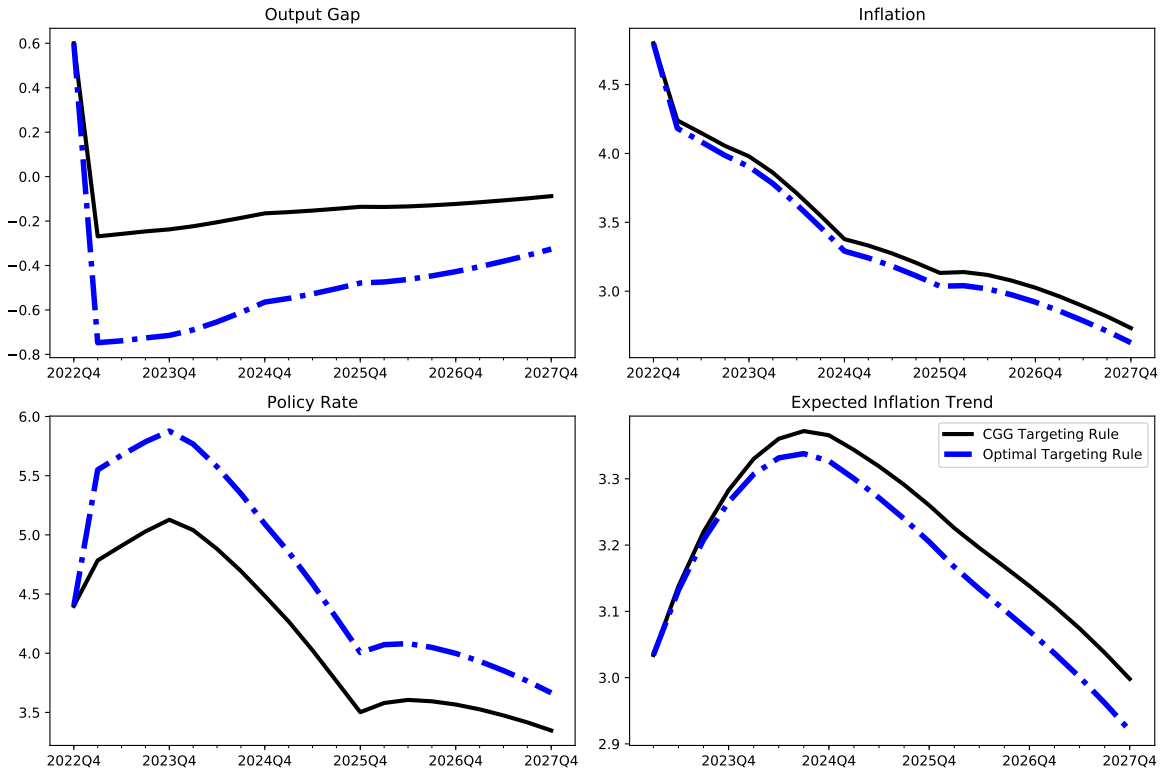 Output Gap
0.6
0.4
0.2
0.0
−0.2
−0.4
−0.6
−0.8
2022Q4 2023Q4 2024Q4 2025Q4 2026Q4 2027Q4
Inflation
4.5
4.0
3.5
3.0
2022Q4 2023Q4 2024Q4 2025Q4 2026Q4 2027Q4
Policy Rate
6.0
5.5
5.0
4.5
4.0
3.5
2022Q4 2023Q4 2024Q4 2025Q4 2026Q4 2027Q4
Expected Inflation Trend
CGG Targeting Rule
Optimal Targeting Rule
3.3
3.2
3.1
3.0
2.9
2023Q4 2024Q4 2025Q4 2026Q4 2027Q4